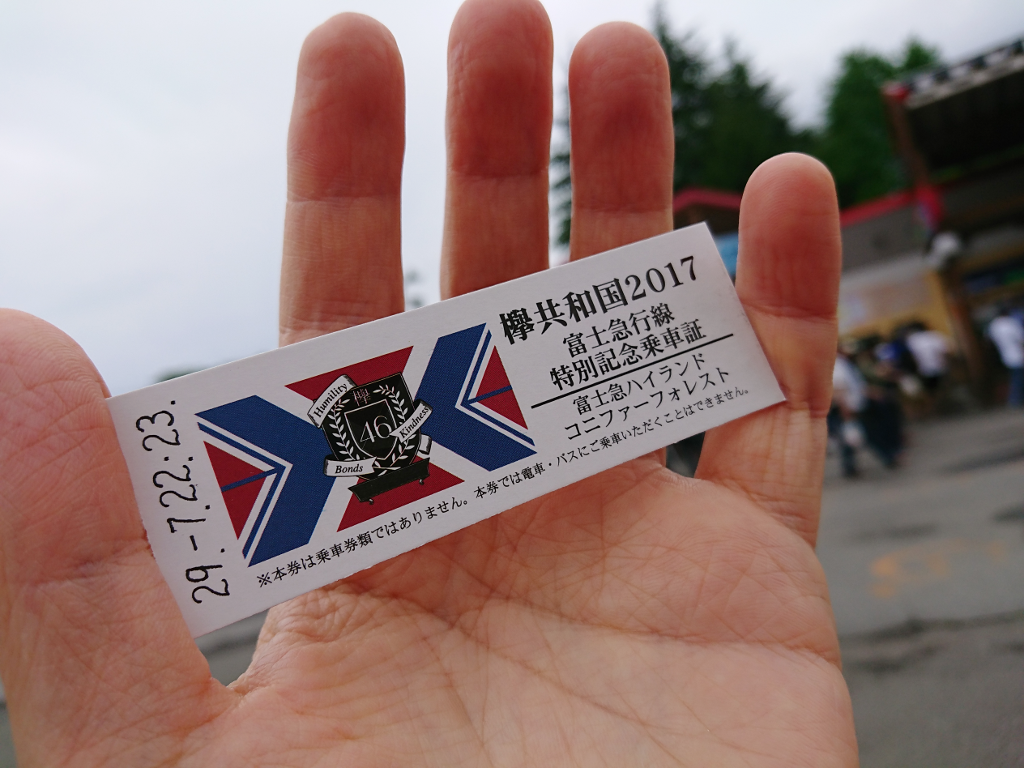 欅共和国2017
富士急行線
特別記念乗車証
富士急ハイランド
コニファーフォレスト
Humility
欅
46
Kindness
Bonds
※本券は乗車券類ではありません。本券では電車・バスにご乗車いただくことはできません。
29.-7.22:23.